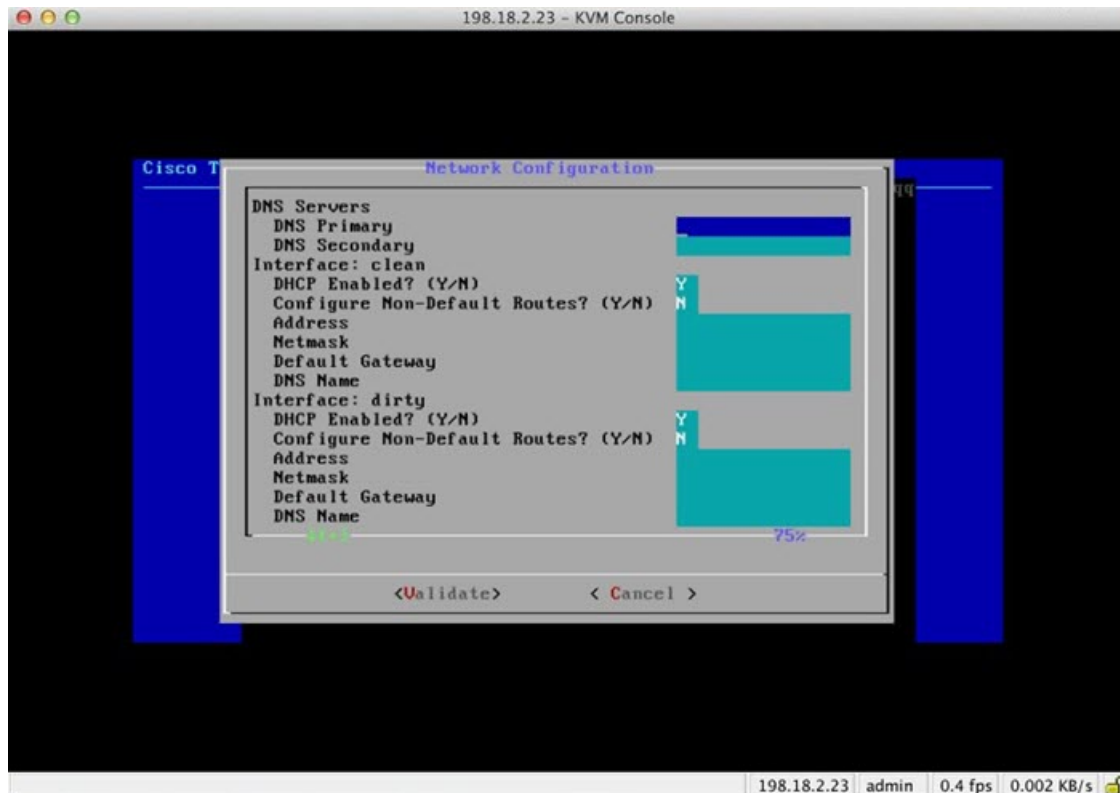 198.18.2.23 – KVM Console
Cisco T
Network Configuration
qq
DNS Servers
DNS Primary
DNS Secondary
Interface: clean
DHCP Enabled? (Y/N) Y
Configure Non-Default Routes? (Y/N) N
Address
Netmask
Default Gateway
DNS Name
Interface: dirty
DHCP Enabled? (Y/N) Y
Configure Non-Default Routes? (Y/N) N
Address
Netmask
Default Gateway
DNS Name
75%
<Validate> < Cancel >
198.18.2.23 admin 0.4 fps 0.002 KB/s